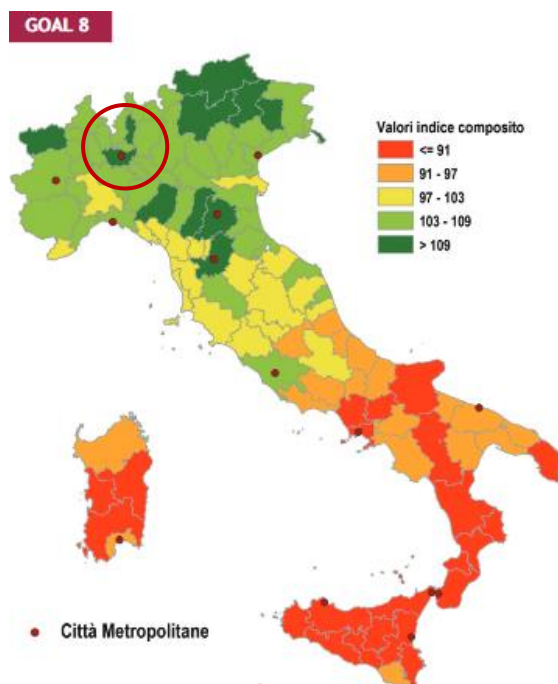 GOAL 8
Valori indice composito
<= 91
91 - 97
97 - 103
103 - 109
> 109
Città Metropolitane